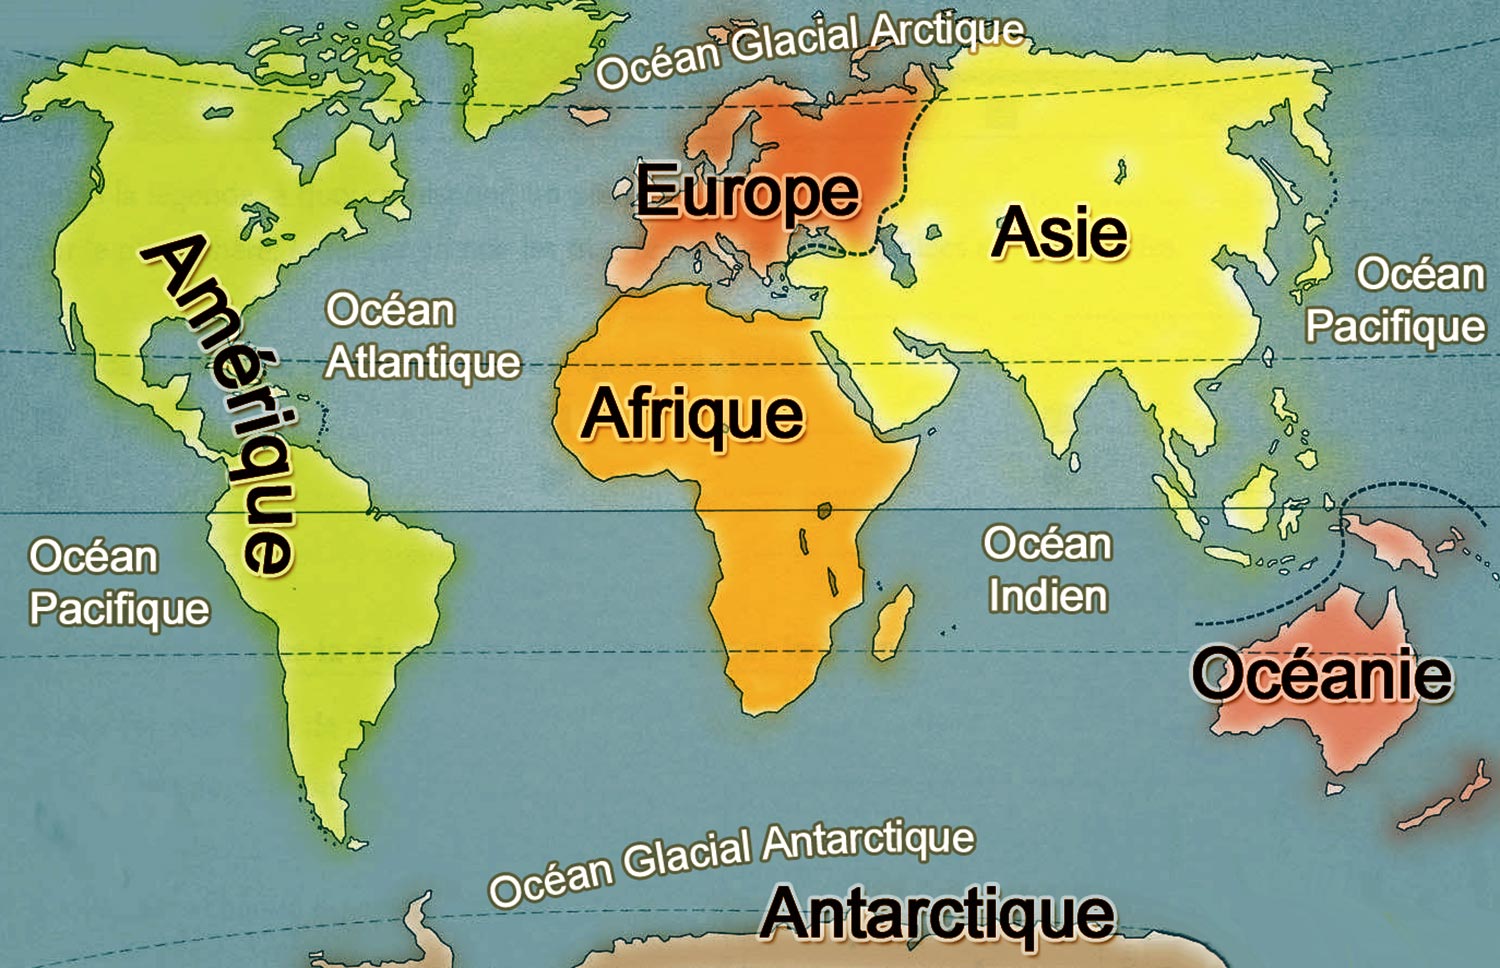 Océan Glacial Arctique
Europe
Asie
Amérique
Océan
Atlantique
Océan
Pacifique
Afrique
Océan
Pacifique
Océan
Indien
Océanie
Océan Glacial Antarctique
Antarctique